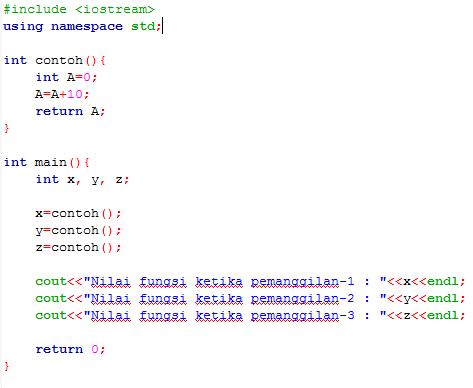 #include <iostream>
using namespace std;
int contoh(){
int A=0;
A=A+10;
return A;
}
int main(){
int x, y, z;
x=contoh();
y=contoh();
z=contoh();
cout<<"Nilai fungsi ketika pemanggilan-1 : "<<x<<endl;
cout<<"Nilai fungsi ketika pemanggilan-2 : "<<y<<endl;
cout<<"Nilai fungsi ketika pemanggilan-3 : "<<z<<endl;
return 0;
}